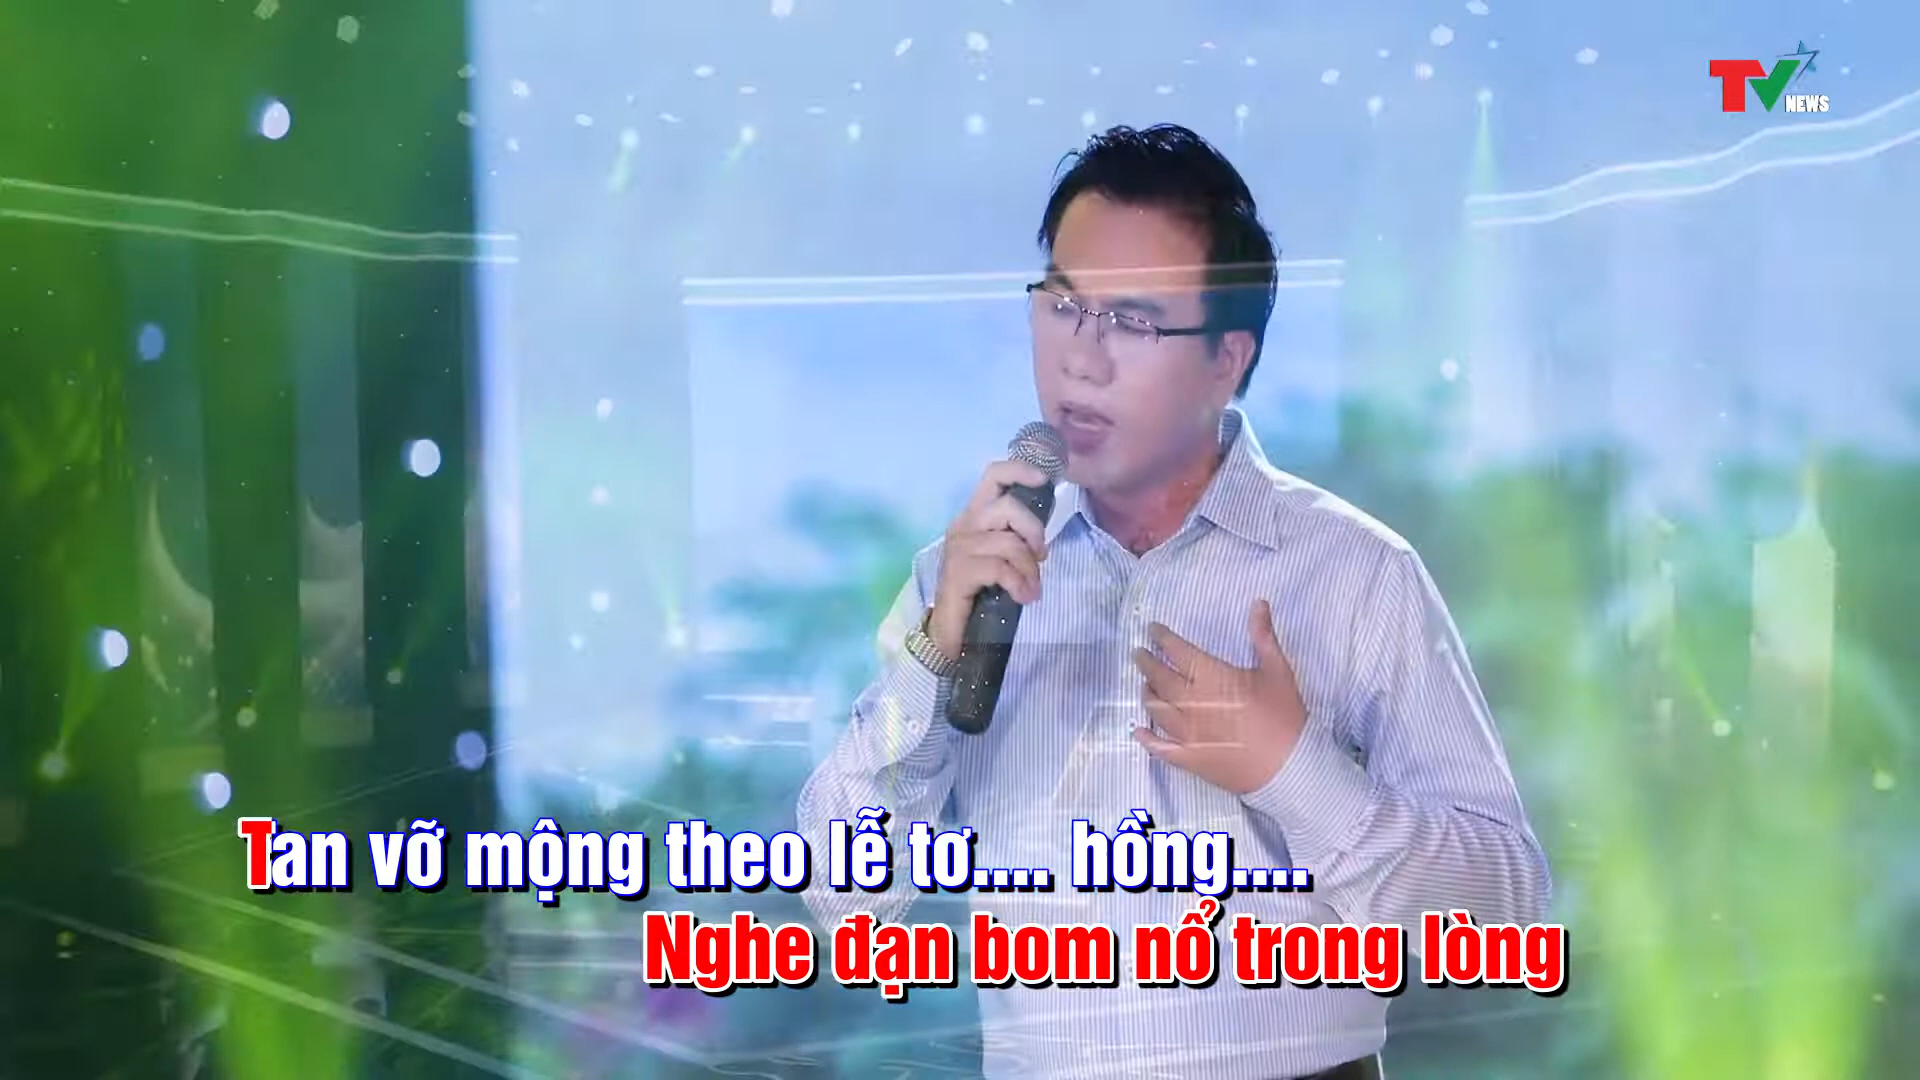 TV
NEWS
Tan vỡ mộng theo lễ tơ.... hồng....
Nghe đạn bom nổ trong lòng